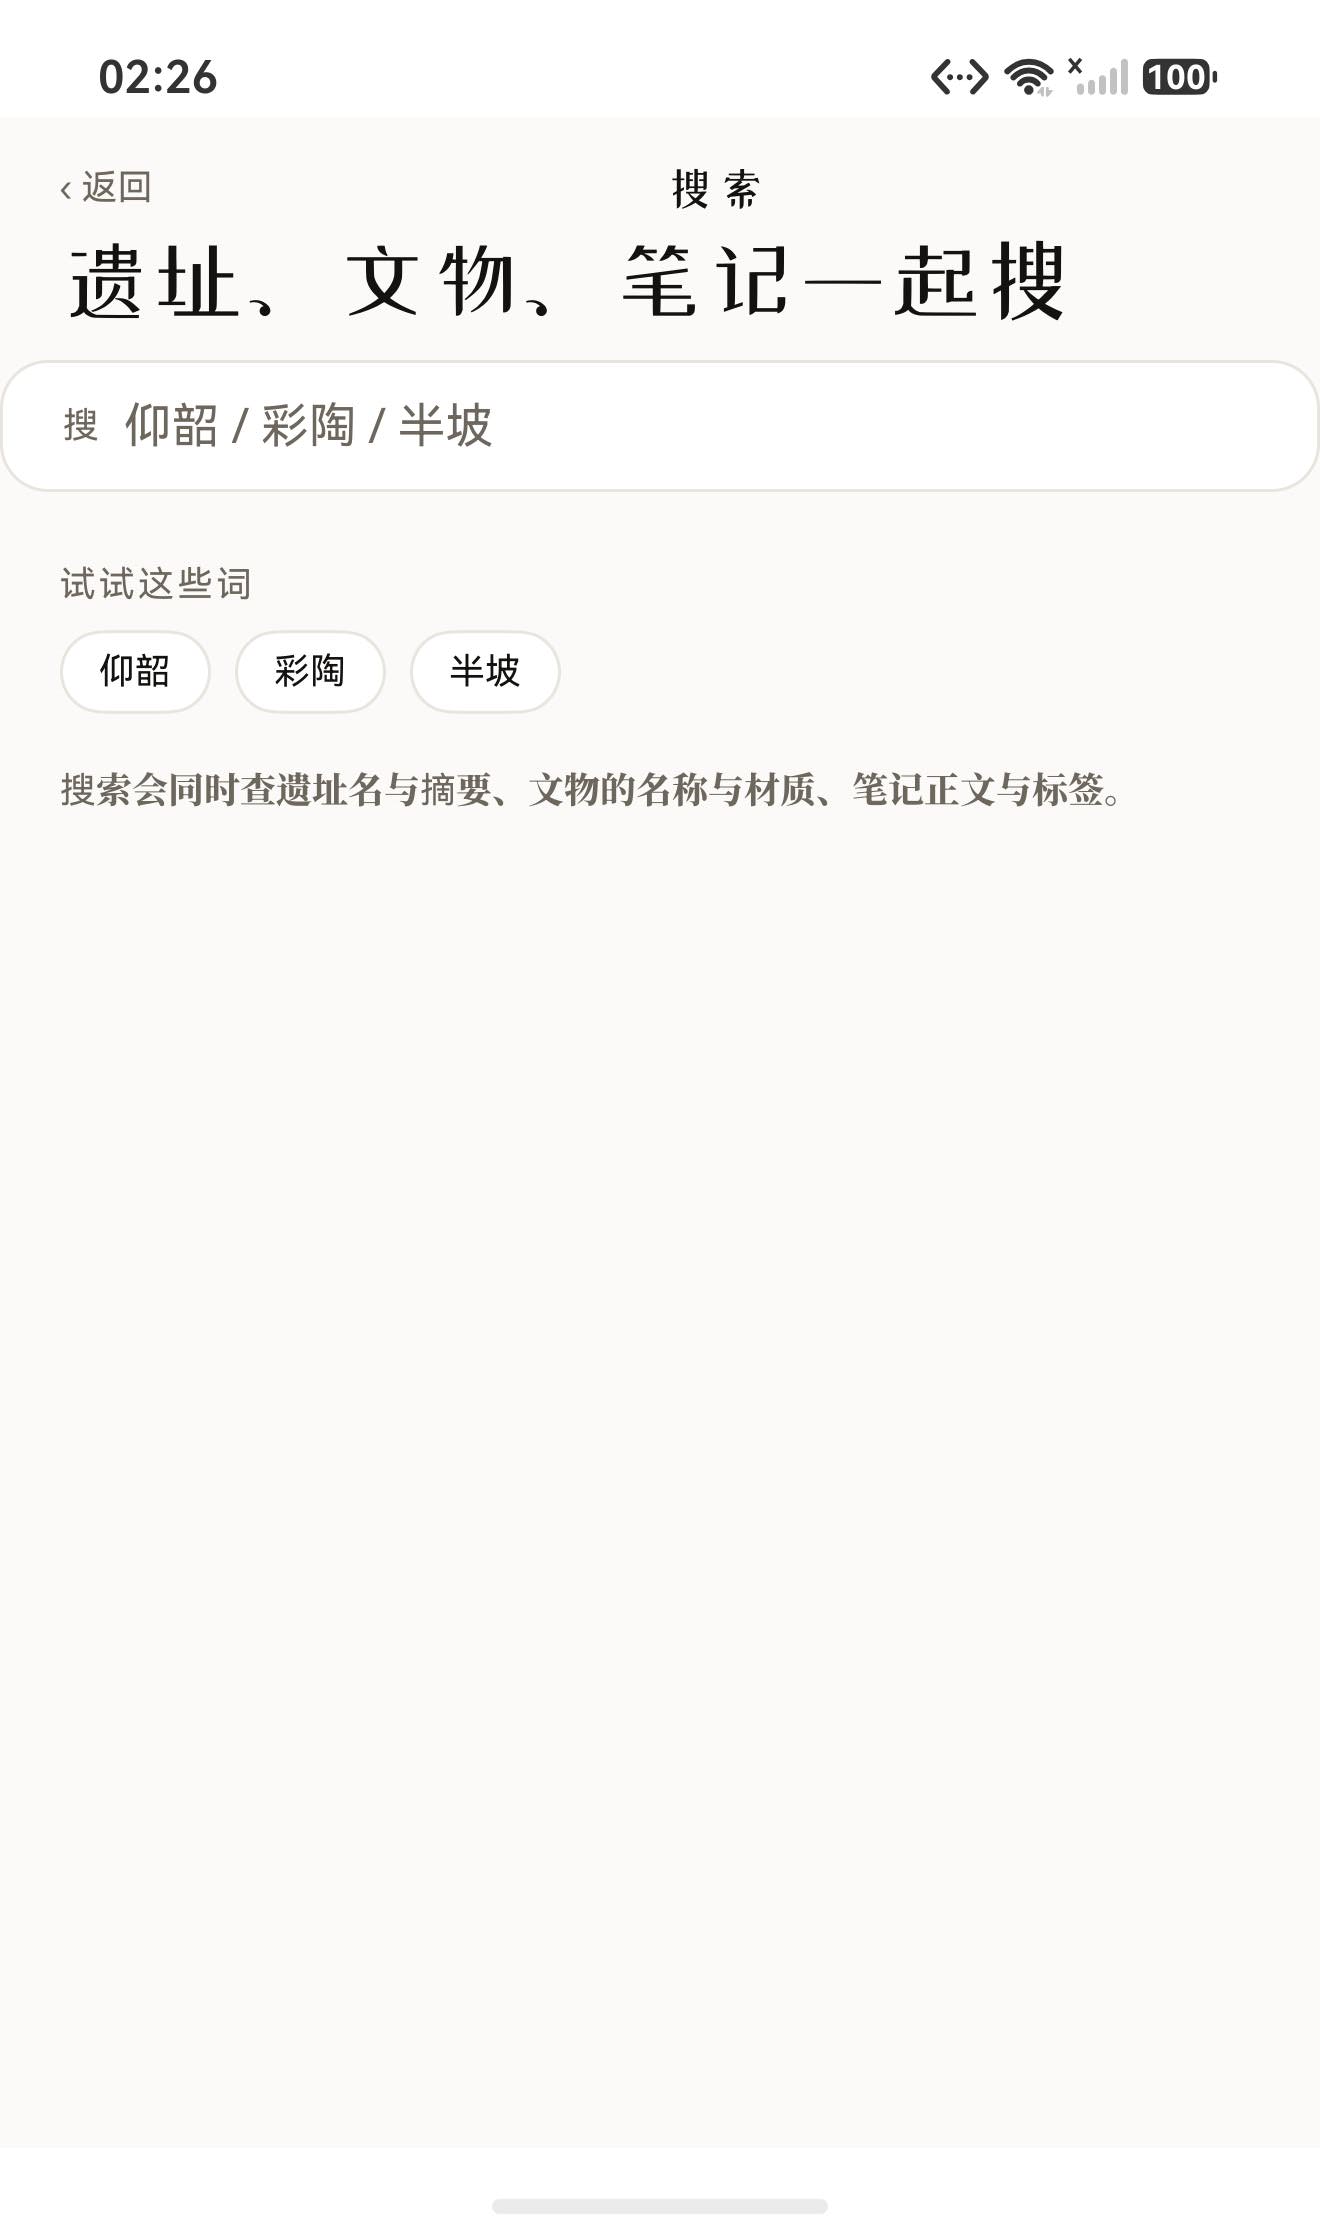 02:26
100
‹ 返回
搜索
遗址、文物、笔记一起搜
搜 仰韶 / 彩陶 / 半坡
试试这些词
仰韶 彩陶 半坡
搜索会同时查遗址名与摘要、文物的名称与材质、笔记正文与标签。